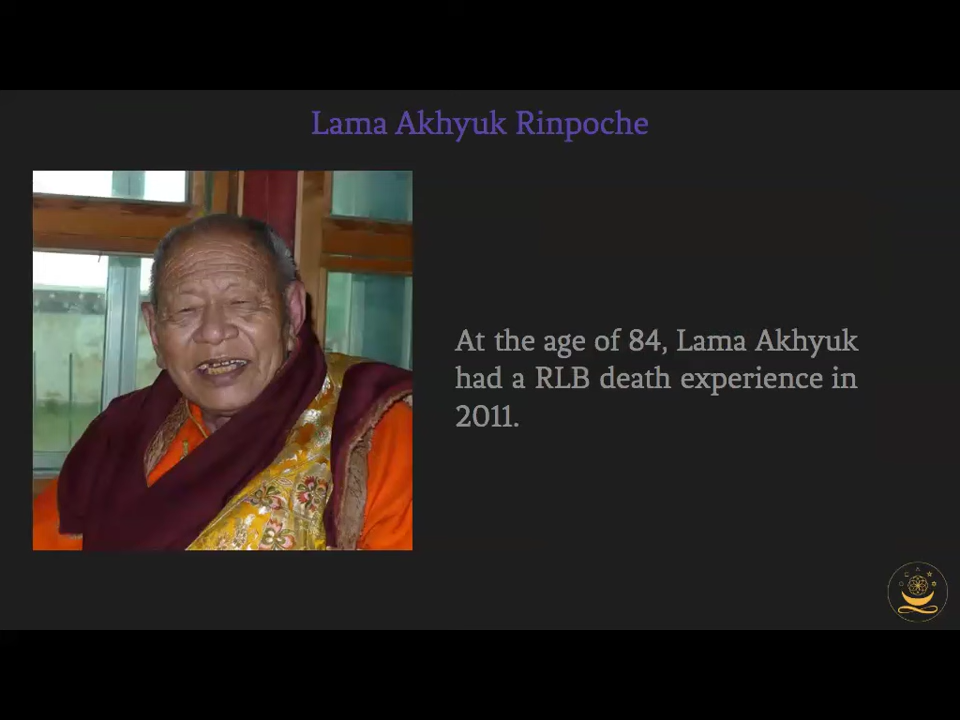 Lama Akhyuk Rinpoche
At the age of 84, Lama Akhyuk
had a RLB death experience in
2011.